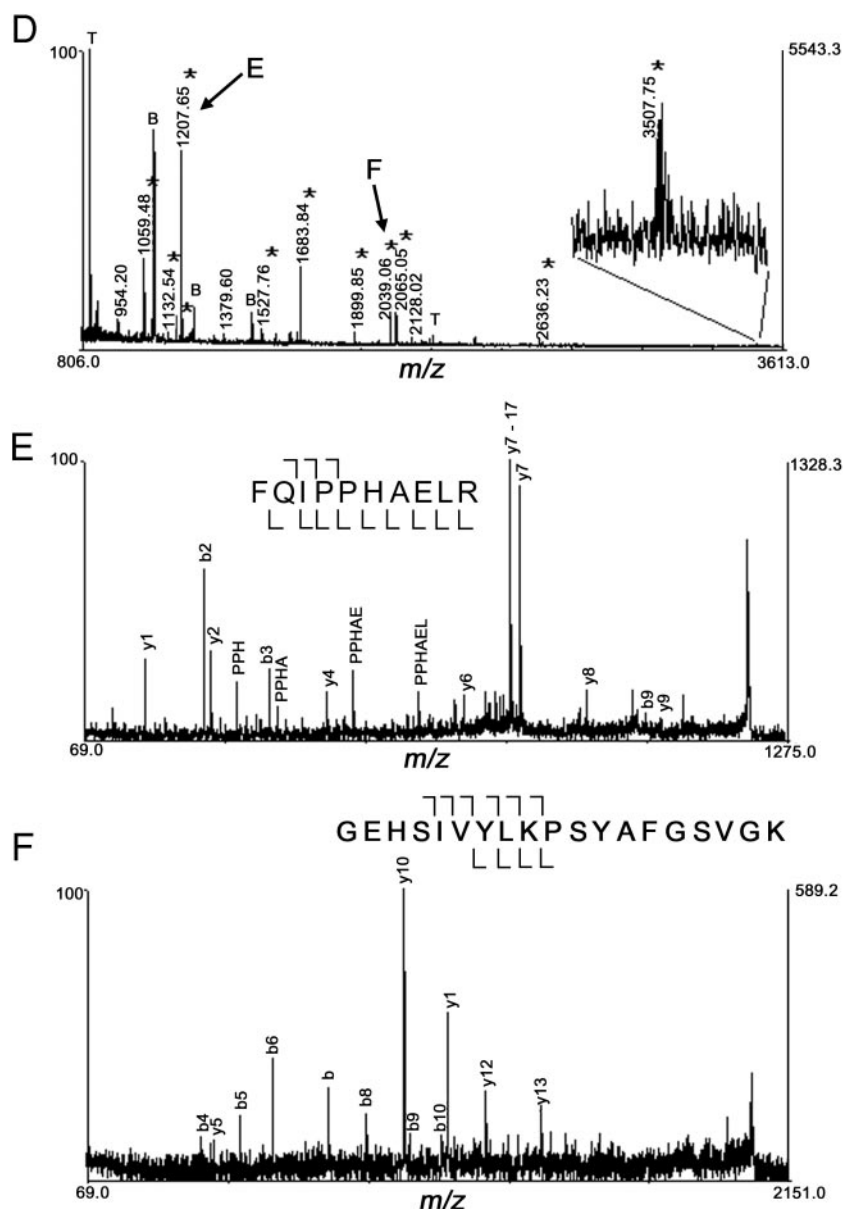 D
T
100
5543.3
*
1207.65
E
B
*
1059.48
954.20
*
1132.54
*
B
1379.60
B
*
1527.76
*
1683.84
*
1899.85
F
*
2039.06
*
2065.05
2128.02
T
*
2636.23
*
3507.75
806.0
m/z
3613.0
E
100
1328.3
FQIPPHAELR
y1
b2
y2
PPH
b3
PPHA
y4
PPHAE
PPHAEL
y6
y7 - 17
y7
y8
b9
y9
69.0
m/z
1275.0
F
GEHSIVYLKPSYAFGSVGK
100
589.2
b4
y5
b5
b6
b
b8
y10
b9
b10
y1
y12
y13
69.0
m/z
2151.0